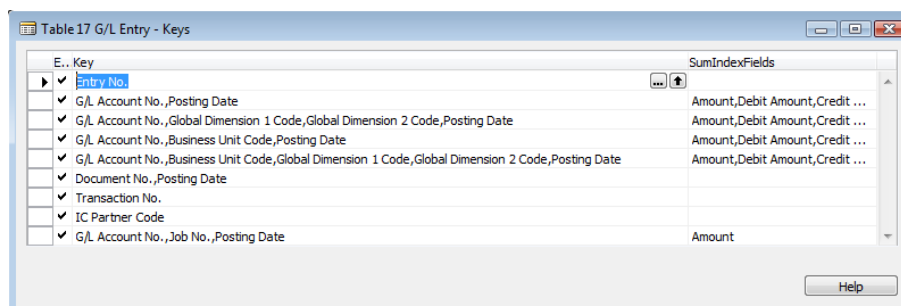 Table 17 G/L Entry - Keys
E.. Key SumIndexFields
Entry No.
G/L Account No.,Posting Date Amount,Debit Amount,Credit ...
G/L Account No.,Global Dimension 1 Code,Global Dimension 2 Code,Posting Date Amount,Debit Amount,Credit ...
G/L Account No.,Business Unit Code,Posting Date Amount,Debit Amount,Credit ...
G/L Account No.,Business Unit Code,Global Dimension 1 Code,Global Dimension 2 Code,Posting Date Amount,Debit Amount,Credit ...
Document No.,Posting Date
Transaction No.
IC Partner Code
G/L Account No.,Job No.,Posting Date Amount
Help